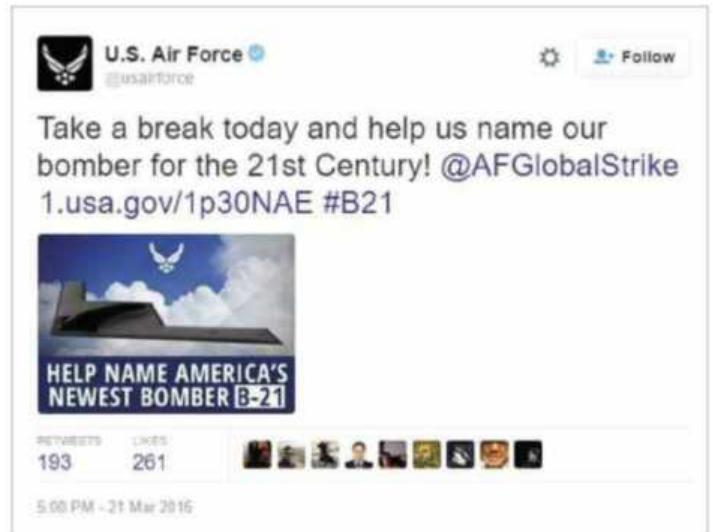 U.S. Air Force
@usairforce
Follow
Take a break today and help us name our
bomber for the 21st Century! @AFGlobalStrike
1.usa.gov/1p30NAE #B21
HELP NAME AMERICA'S
NEWEST BOMBER B-21
RETWEETS LIKES
193 261
5:00 PM - 21 Mar 2016